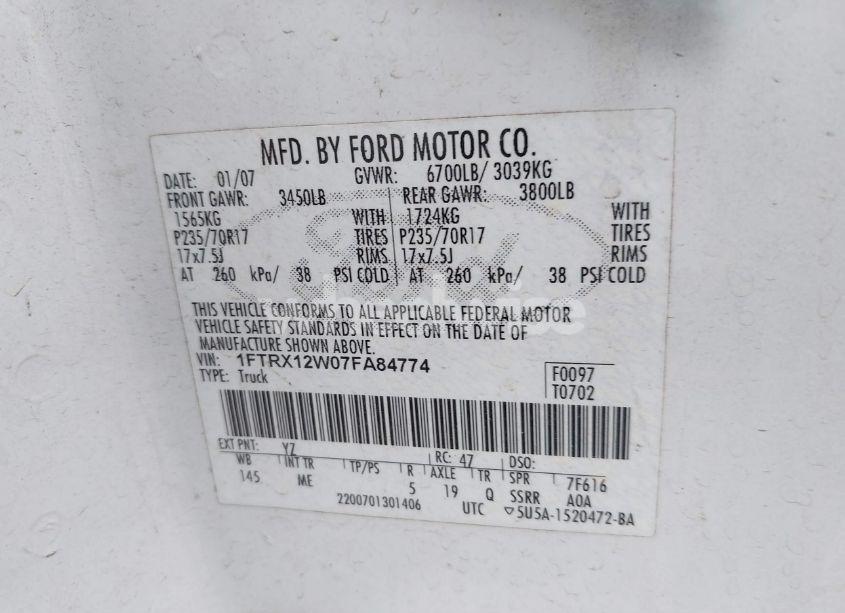 MFD. BY FORD MOTOR CO.
DATE: 01/07 GVWR: 6700LB/ 3039KG
FRONT GAWR: 3450LB REAR GAWR: 3800LB
1565KG WITH 1724KG WITH
P235/70R17 TIRES P235/70R17 TIRES
17x7.5J RIMS 17x7.5J RIMS
AT 260 kPa/ 38 PSI COLD AT 260 kPa/ 38 PSI COLD
THIS VEHICLE CONFORMS TO ALL APPLICABLE FEDERAL MOTOR
VEHICLE SAFETY STANDARDS IN EFFECT ON THE DATE OF
MANUFACTURE SHOWN ABOVE.
VIN: 1FTRX12W07FA84774 F0097
TYPE: Truck T0702
EXT PNT: YZ RC: 47 DSO:
WB INT TR TP/PS R AXLE TR SPR 7F616
145 ME 5 19 Q SSRR AOA
2200701301406 UTC ▽5U5A-1520472-BA